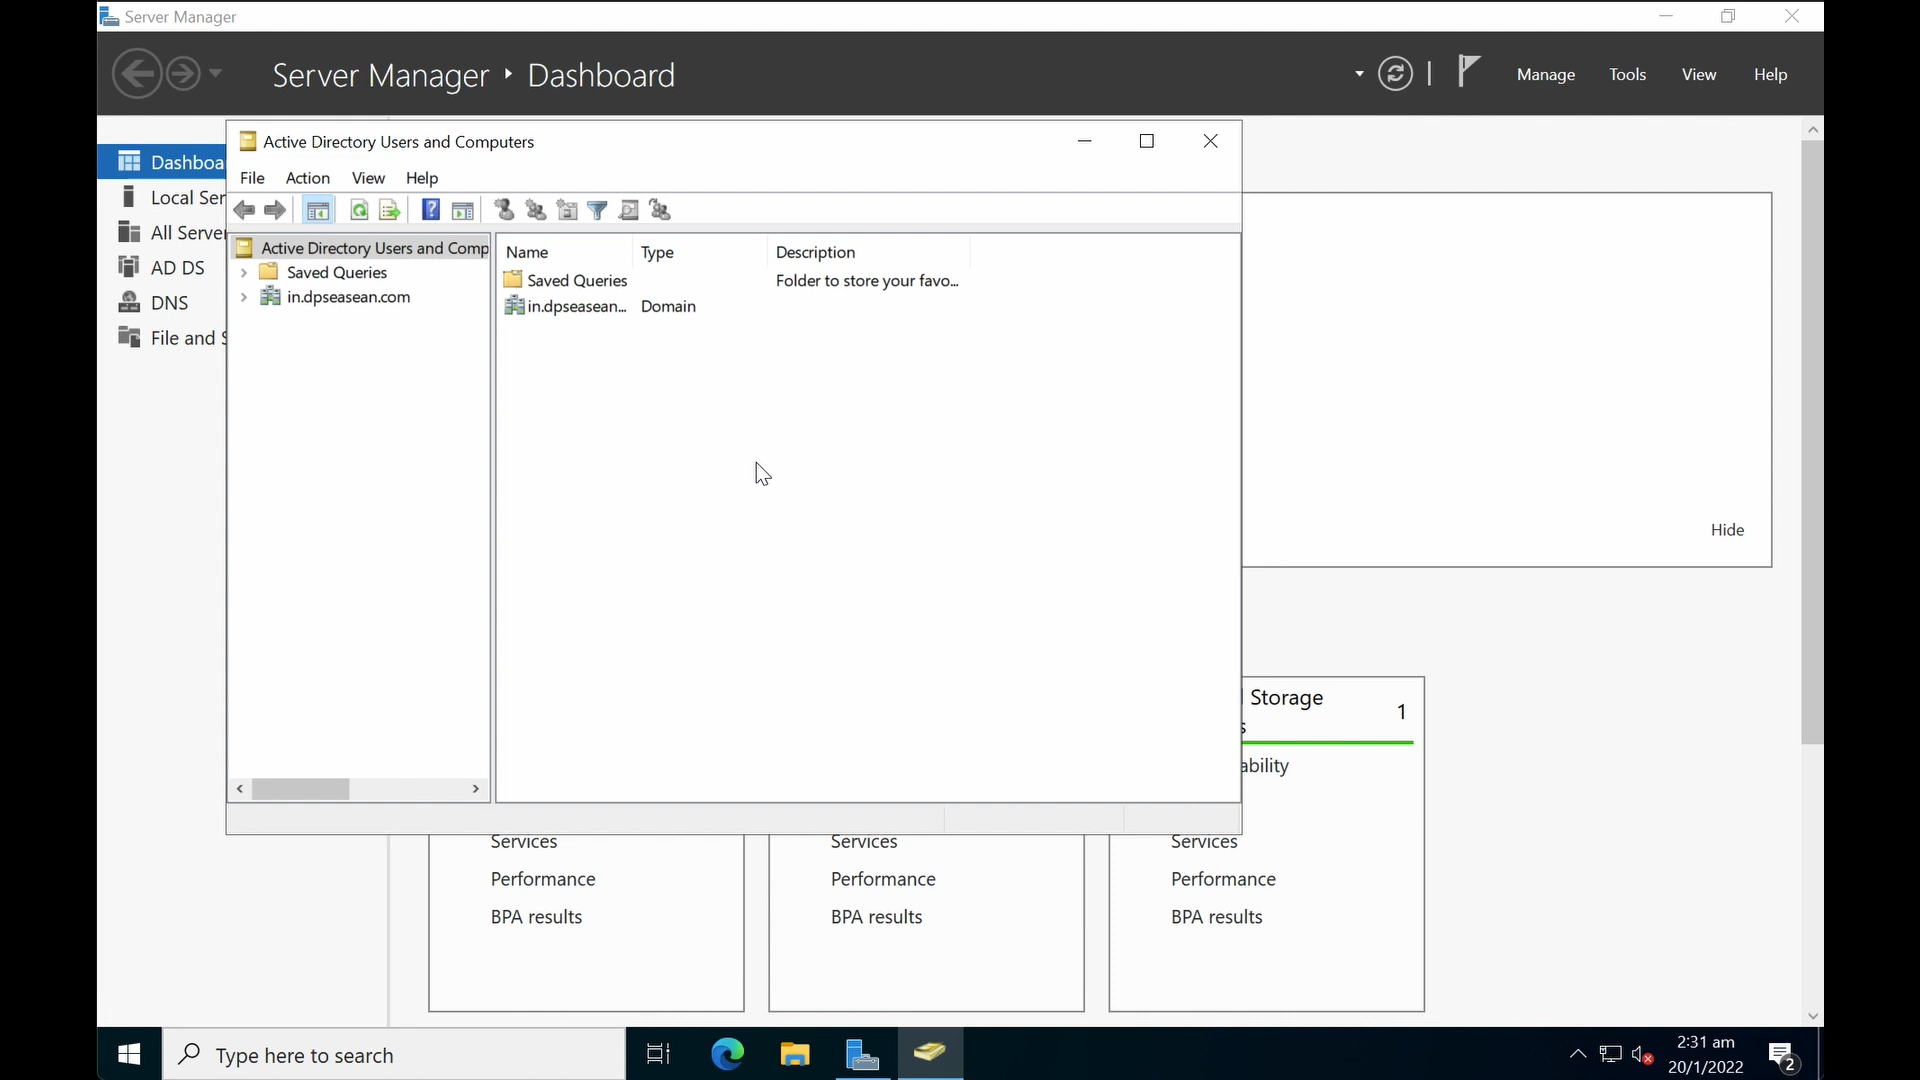 Server Manager
Server Manager ‣ Dashboard
Manage Tools View Help
Active Directory Users and Computers
File Action View Help
Active Directory Users and Comp
Saved Queries
in.dpseasean.com
Name Type Description
Saved Queries Folder to store your favo...
in.dpseasean... Domain
Dashboa
Local Ser
All Server
AD DS
DNS
File and S
Hide
Storage 1
s
ability
Services
Performance
BPA results
Services
Performance
BPA results
Services
Performance
BPA results
Type here to search
2:31 am
20/1/2022
2